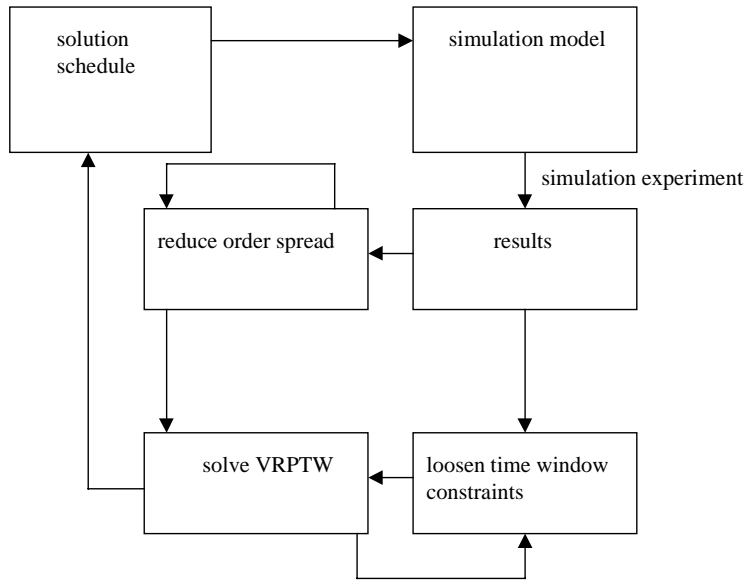 solution
schedule
simulation model
simulation experiment
reduce order spread
results
solve VRPTW
loosen time window
constraints